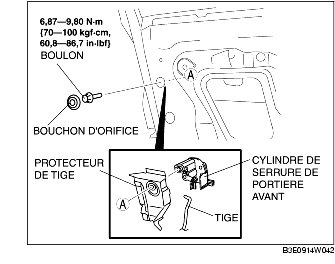 6,87—9,80 N·m
{70—100 kgf·cm,
60,8—86,7 in·lbf}
BOULON
A
BOUCHON D'ORIFICE
PROTECTEUR
DE TIGE
CYLINDRE DE
SERRURE DE
PORTIERE
AVANT
A
TIGE
B3E0914W042